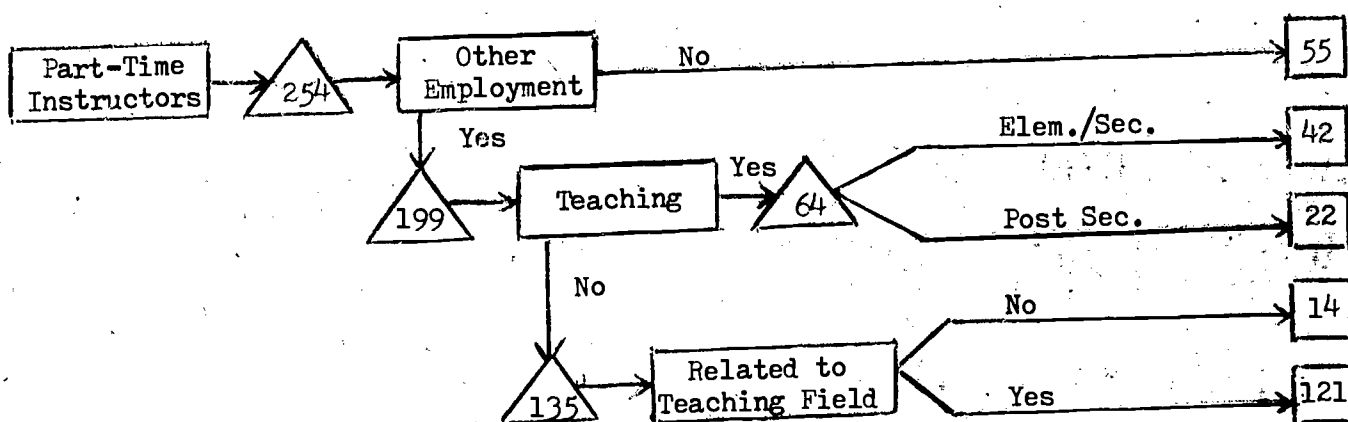 Part-Time
Instructors
254
Other
Employment
No
55
Yes
199
Teaching
Yes
64
Elem./Sec.
42
Post Sec.
22
No
135
Related to
Teaching Field
No
14
Yes
121